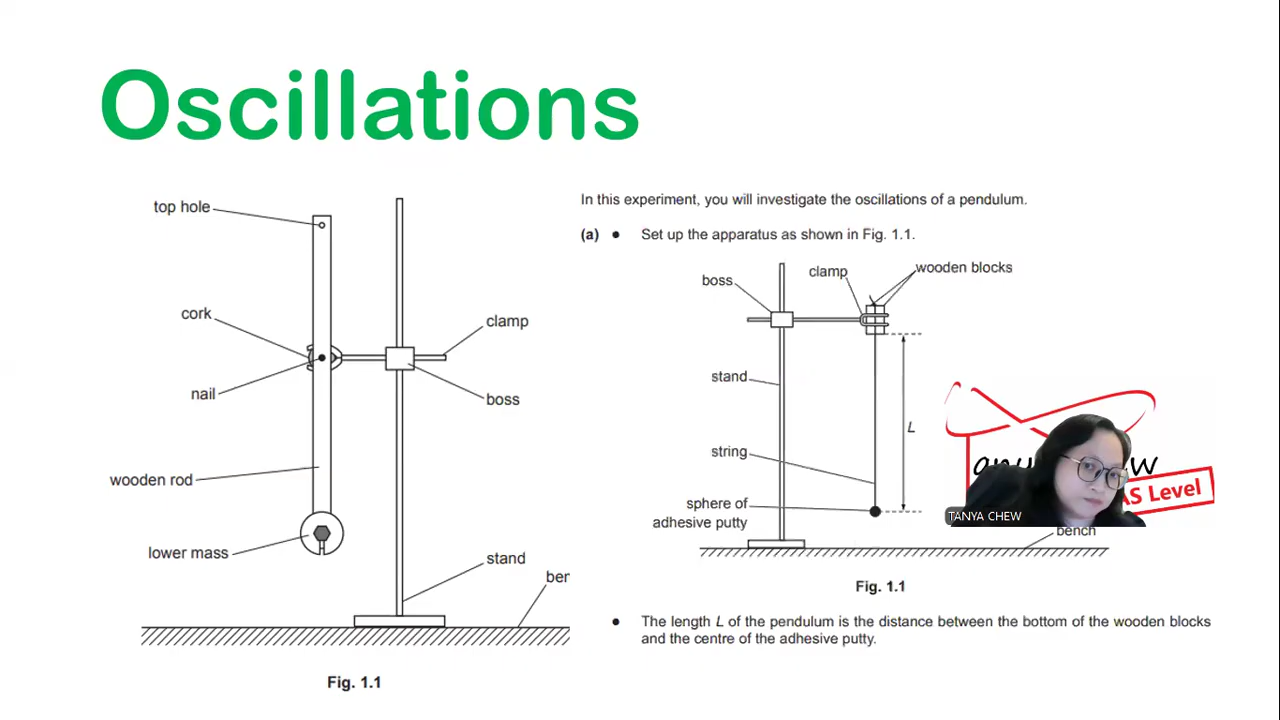 Oscillations
top hole
cork
nail
wooden rod
lower mass
clamp
boss
stand
ber
Fig. 1.1
In this experiment, you will investigate the oscillations of a pendulum.
(a) ● Set up the apparatus as shown in Fig. 1.1.
boss
clamp
wooden blocks
stand
L
string
sphere of
adhesive putty
AS Level
TANYA CHEW
bench
Fig. 1.1
● The length L of the pendulum is the distance between the bottom of the wooden blocks
and the centre of the adhesive putty.